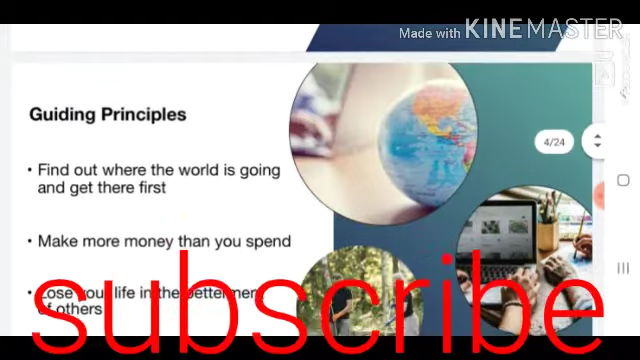 Made with KINEMASTER
Guiding Principles
4/24
• Find out where the world is going
and get there first
• Make more money than you spend
• Lose your life in the betterment
of others
subscribe